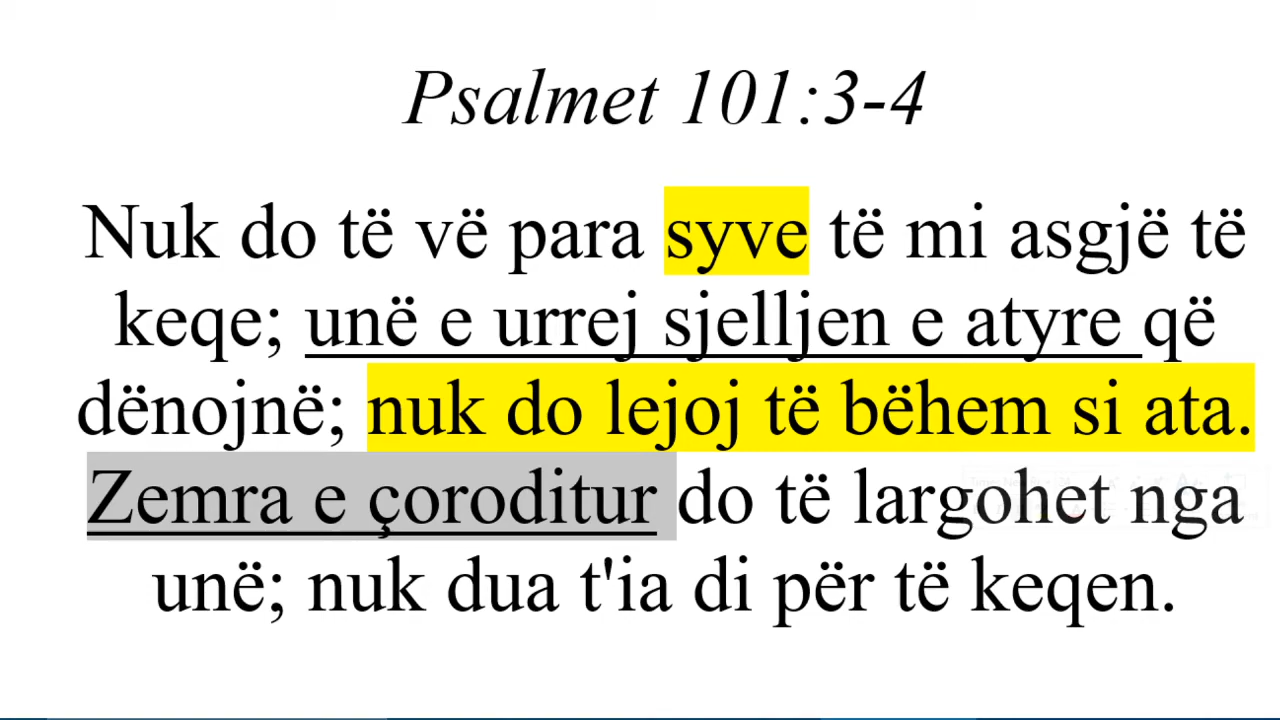 Psalmet 101:3-4
Nuk do të vë para syve të mi asgjë të
keqe; unë e urrej sjelljen e atyre që
dënojnë; nuk do lejoj të bëhem si ata.
Zemra e çoroditur do të largohet nga
unë; nuk dua t'ia di për të keqen.